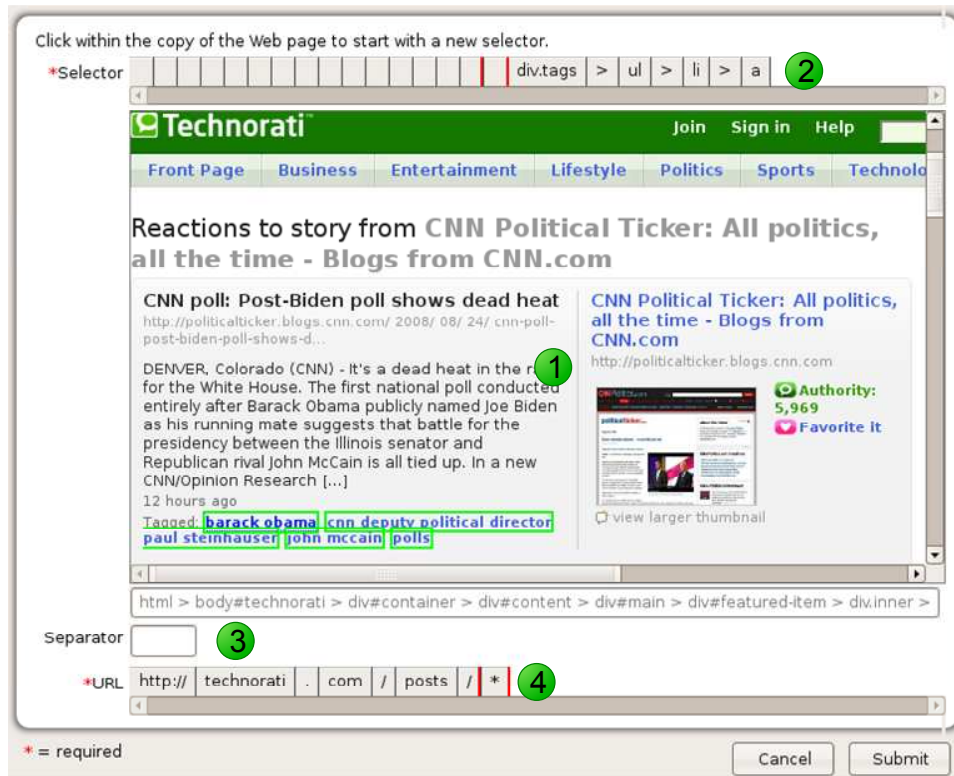 Click within the copy of the Web page to start with a new selector.
*Selector div.tags > ul > li > a 2
Technorati™ Join Sign in Help
Front Page Business Entertainment Lifestyle Politics Sports Technolo
Reactions to story from CNN Political Ticker: All politics,
all the time - Blogs from CNN.com
CNN poll: Post-Biden poll shows dead heat
http://politicalticker.blogs.cnn.com/ 2008/ 08/ 24/ cnn-poll-
post-biden-poll-shows-d...
DENVER, Colorado (CNN) - It's a dead heat in the r 1
for the White House. The first national poll conducted
entirely after Barack Obama publicly named Joe Biden
as his running mate suggests that battle for the
presidency between the Illinois senator and
Republican rival John McCain is all tied up. In a new
CNN/Opinion Research [...]
12 hours ago
Tagged: barack obama cnn deputy political director
paul steinhauser john mccain polls
CNN Political Ticker: All politics,
all the time - Blogs from
CNN.com
http://politicalticker.blogs.cnn.com
Authority:
5,969
Favorite it
view larger thumbnail
html > body#technorati > div#container > div#content > div#main > div#featured-item > div.inner >
Separator 3
*URL http:// technorati . com / posts / * 4
* = required
Cancel Submit